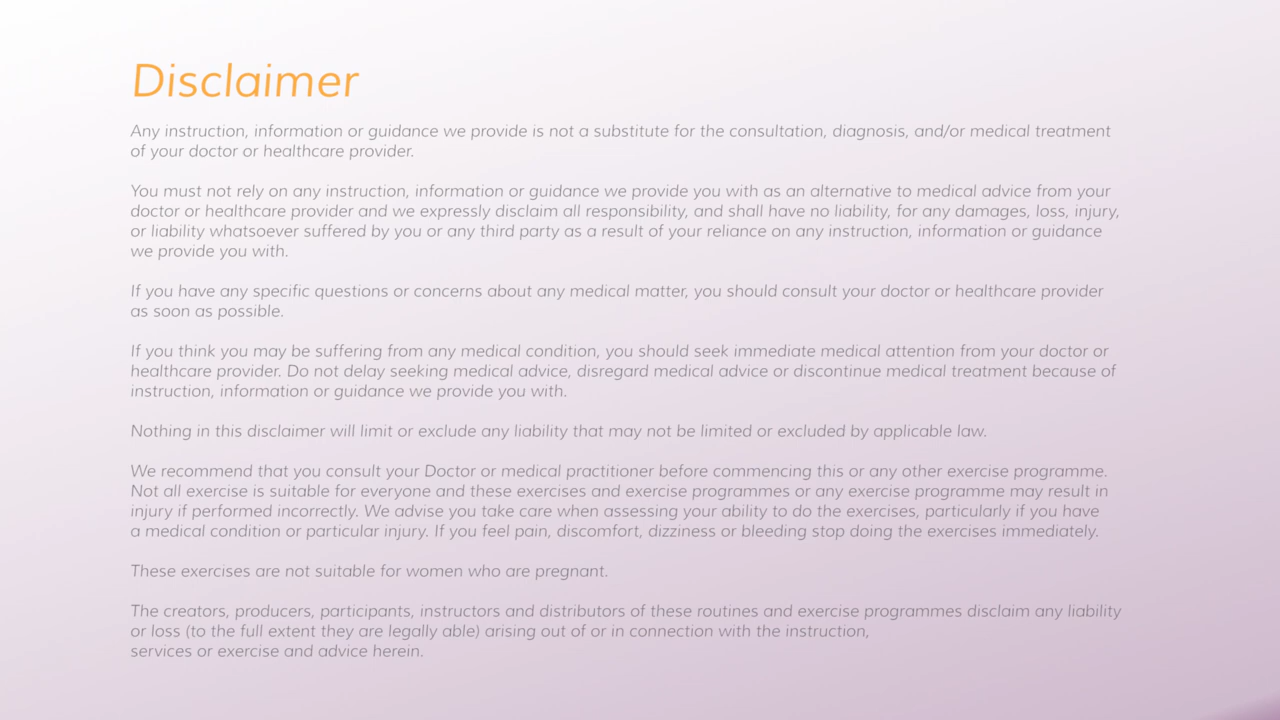 Disclaimer
Any instruction, information or guidance we provide is not a substitute for the consultation, diagnosis, and/or medical treatment
of your doctor or healthcare provider.
You must not rely on any instruction, information or guidance we provide you with as an alternative to medical advice from your
doctor or healthcare provider and we expressly disclaim all responsibility, and shall have no liability, for any damages, loss, injury,
or liability whatsoever suffered by you or any third party as a result of your reliance on any instruction, information or guidance
we provide you with.
If you have any specific questions or concerns about any medical matter, you should consult your doctor or healthcare provider
as soon as possible.
If you think you may be suffering from any medical condition, you should seek immediate medical attention from your doctor or
healthcare provider. Do not delay seeking medical advice, disregard medical advice or discontinue medical treatment because of
instruction, information or guidance we provide you with.
Nothing in this disclaimer will limit or exclude any liability that may not be limited or excluded by applicable law.
We recommend that you consult your Doctor or medical practitioner before commencing this or any other exercise programme.
Not all exercise is suitable for everyone and these exercises and exercise programmes or any exercise programme may result in
injury if performed incorrectly. We advise you take care when assessing your ability to do the exercises, particularly if you have
a medical condition or particular injury. If you feel pain, discomfort, dizziness or bleeding stop doing the exercises immediately.
These exercises are not suitable for women who are pregnant.
The creators, producers, participants, instructors and distributors of these routines and exercise programmes disclaim any liability
or loss (to the full extent they are legally able) arising out of or in connection with the instruction,
services or exercise and advice herein.